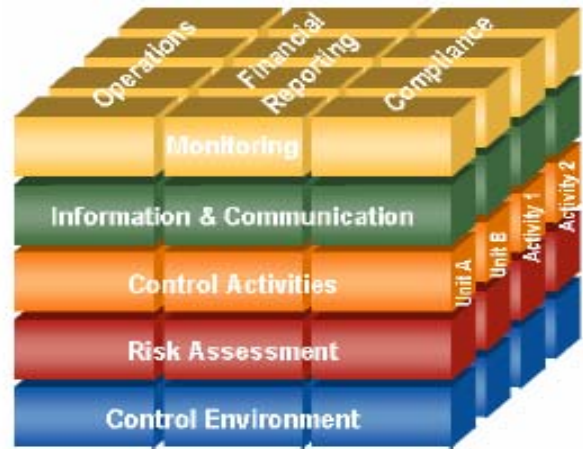 Operations
Financial
Reporting
Compliance
Monitoring
Information & Communication
Control Activities
Risk Assessment
Control Environment
Unit A
Unit B
Activity 1
Activity 2